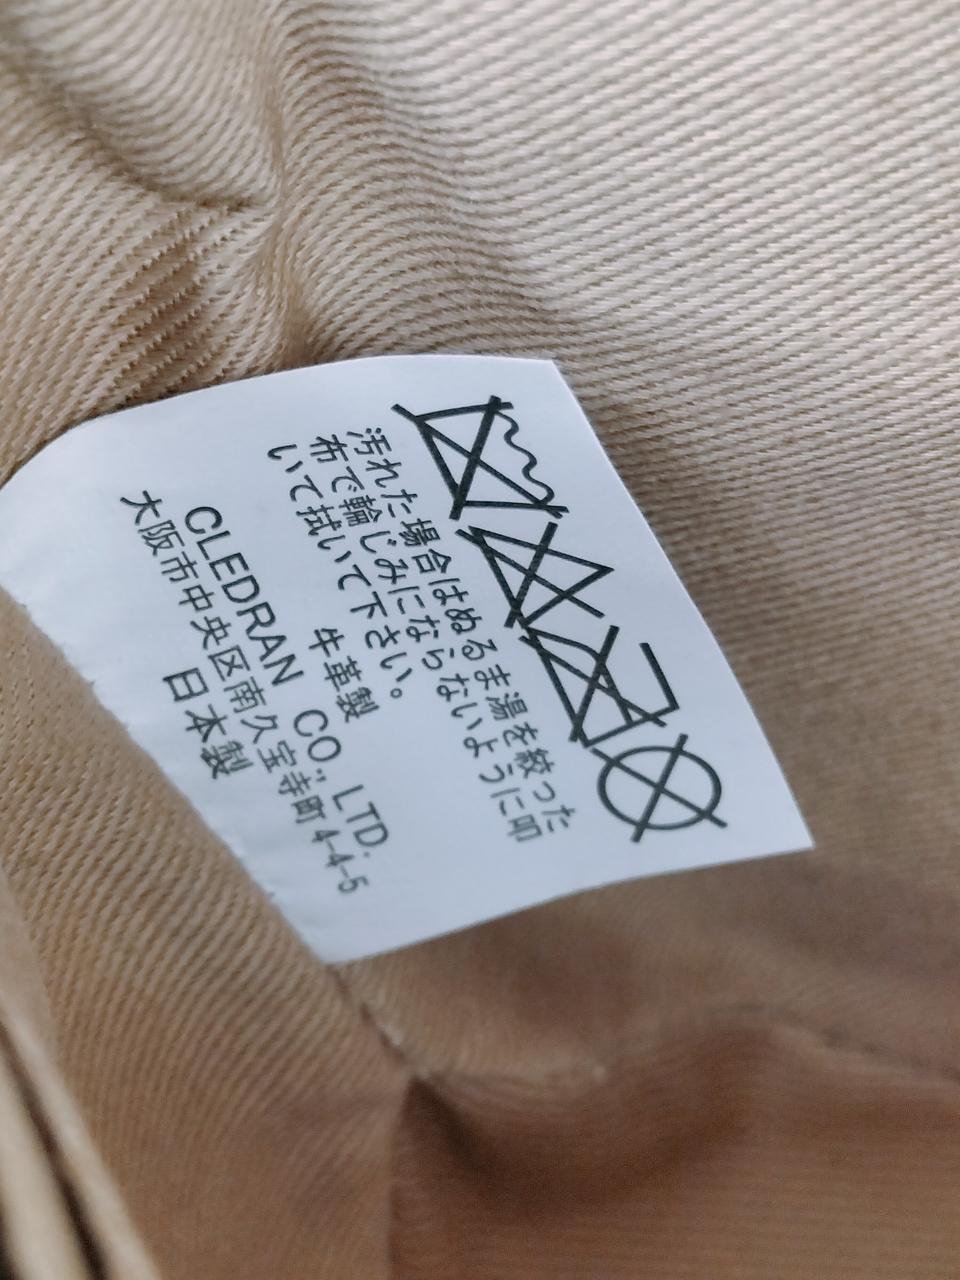 汚れた場合はぬるま湯を絞った
布で輪じみにならないように叩
いて拭いて下さい。
牛革製
CLEDRAN CO., LTD.
大阪市中央区南久宝寺町4-4-5
日本製